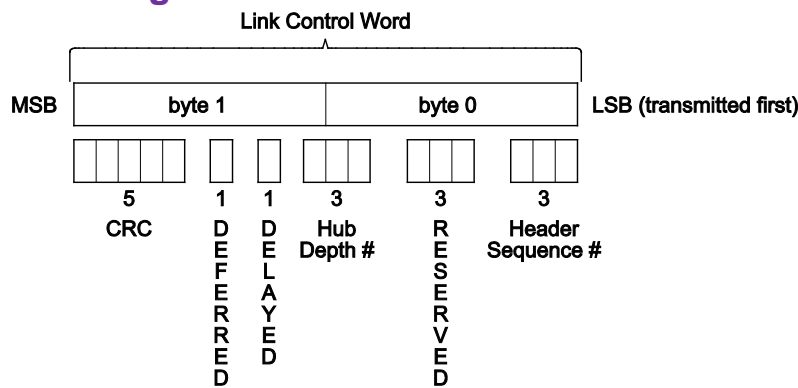 Link Control Word
MSB byte 1 byte 0 LSB (transmitted first)
5 1 1 3 3 3
CRC
DEFERRED
DELAYED
Hub
Depth #
RESERVED
Header
Sequence #